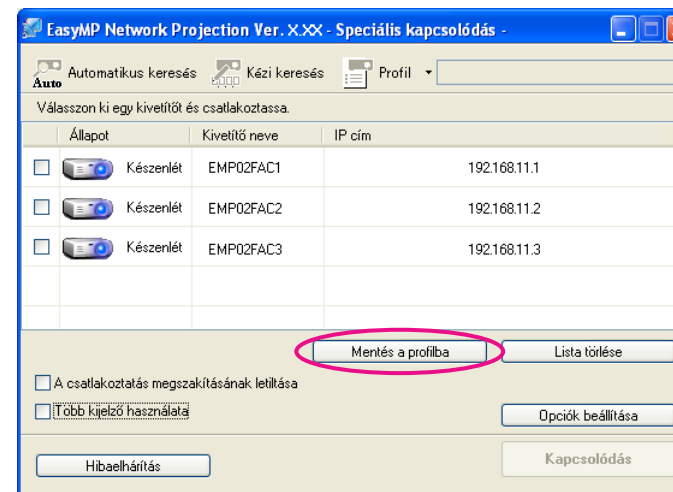 EasyMP Network Projection Ver. X.XX - Speciális kapcsolódás -
Auto Automatikus keresés Kézi keresés Profil
Válasszon ki egy kivetítőt és csatlakoztassa.
Állapot Kivetítő neve IP cím
Készenlét EMP02FAC1 192.168.11.1
Készenlét EMP02FAC2 192.168.11.2
Készenlét EMP02FAC3 192.168.11.3
Mentés a profilba Lista törlése
A csatlakoztatás megszakításának letiltása
Több kijelző használata
Opciók beállítása
Hibaelhárítás Kapcsolódás